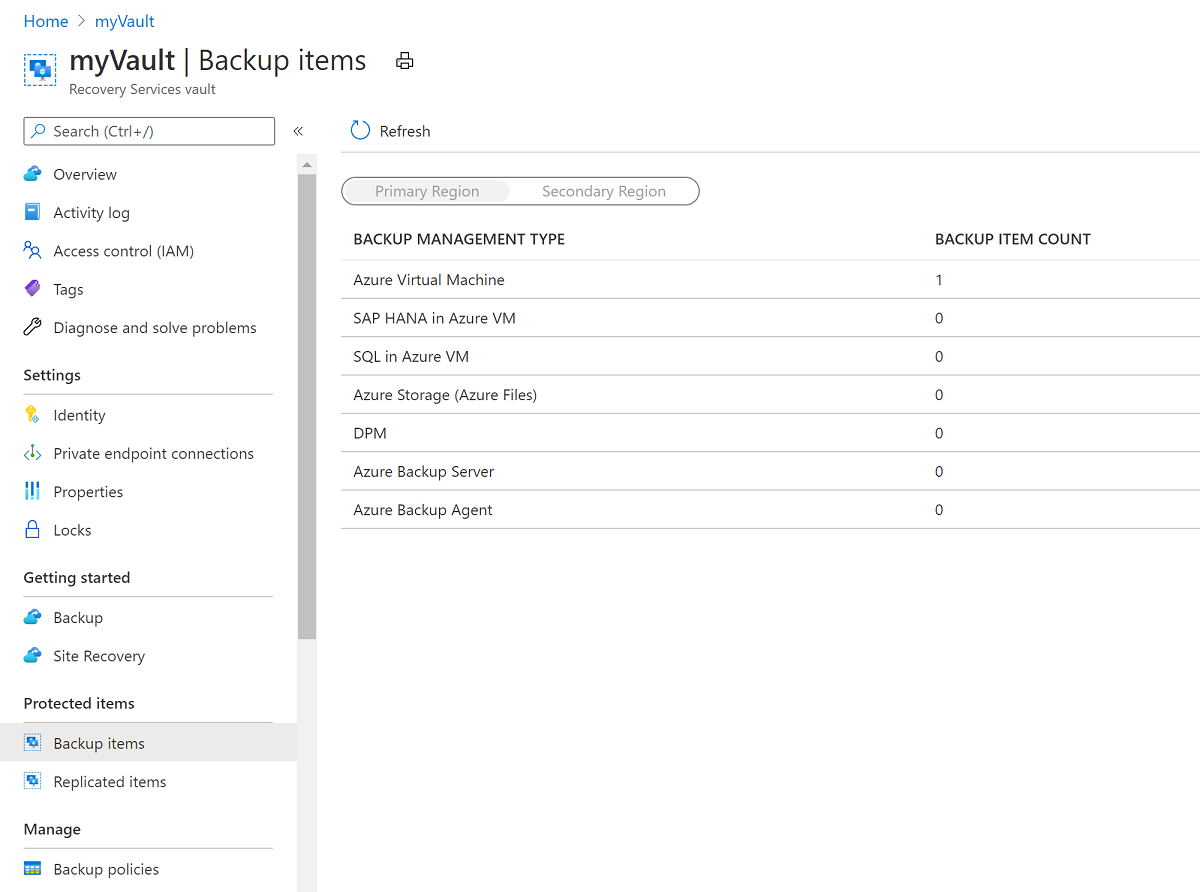 Home > myVault
myVault | Backup items
Recovery Services vault
Search (Ctrl+/)
«
Overview
Activity log
Access control (IAM)
Tags
Diagnose and solve problems
Settings
Identity
Private endpoint connections
Properties
Locks
Getting started
Backup
Site Recovery
Protected items
Backup items
Replicated items
Manage
Backup policies
Refresh
Primary Region Secondary Region
BACKUP MANAGEMENT TYPE BACKUP ITEM COUNT
Azure Virtual Machine 1
SAP HANA in Azure VM 0
SQL in Azure VM 0
Azure Storage (Azure Files) 0
DPM 0
Azure Backup Server 0
Azure Backup Agent 0